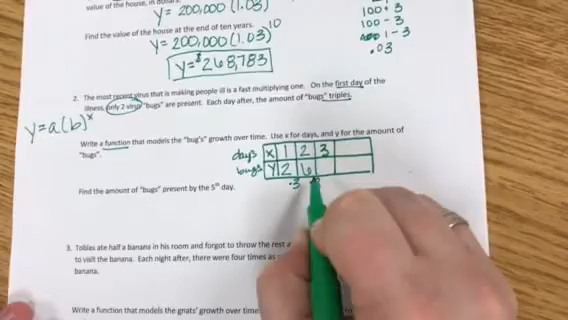 value of the house, in dollars
y = 200,000 (1.03)
Find the value of the house at the end of ten years.
y = 200,000 (1.03)^10
y = $268,783
100 + 3
100 - 3
1 - 3
.03
2. The most recent virus that is making people ill is a fast multiplying one. On the first day of the
illness, only 2 virus "bugs" are present. Each day after, the amount of "bugs" triples.
y = a(b)^x
Write a function that models the "bug's" growth over time. Use x for days, and y for the amount of
"bugs".
days x 1 2 3
bugs y 2 6
·3
Find the amount of "bugs" present by the 5th day.
3. Tobias ate half a banana in his room and forgot to throw the rest
to visit the banana. Each night after, there were four times as
banana.
Write a function that models the gnats' growth over time.